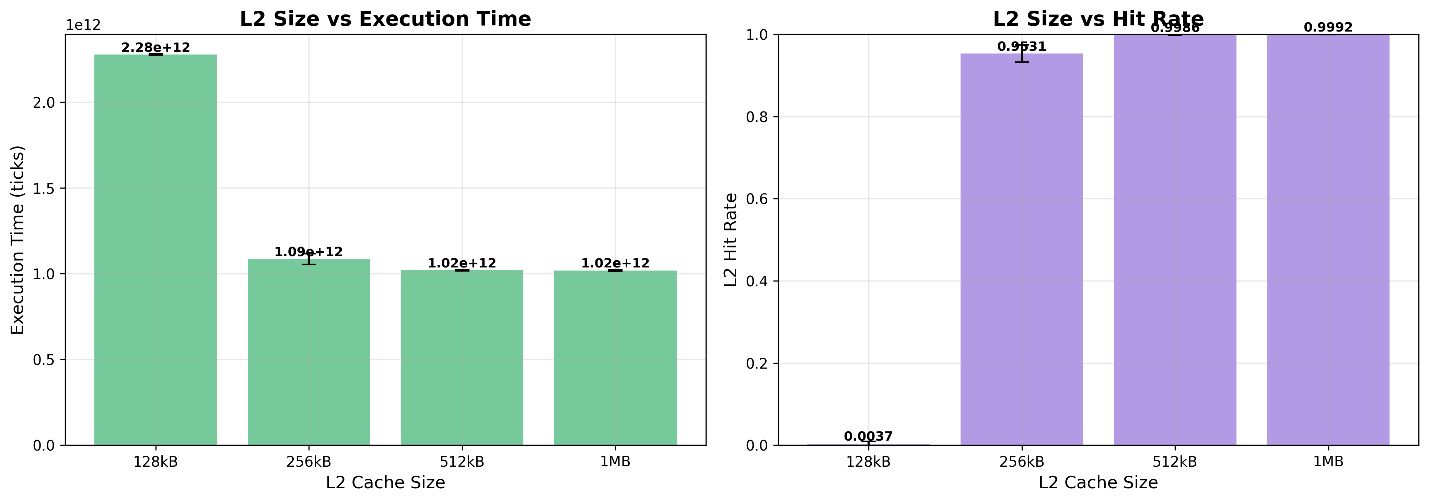 L2 Size vs Execution Time
1e12
2.28e+12
1.09e+12
1.02e+12
1.02e+12
2.0
1.5
1.0
0.5
0.0
Execution Time (ticks)
128kB
256kB
512kB
1MB
L2 Cache Size
L2 Size vs Hit Rate
0.0037
0.9531
0.9986
0.9992
1.0
0.8
0.6
0.4
0.2
0.0
L2 Hit Rate
128kB
256kB
512kB
1MB
L2 Cache Size